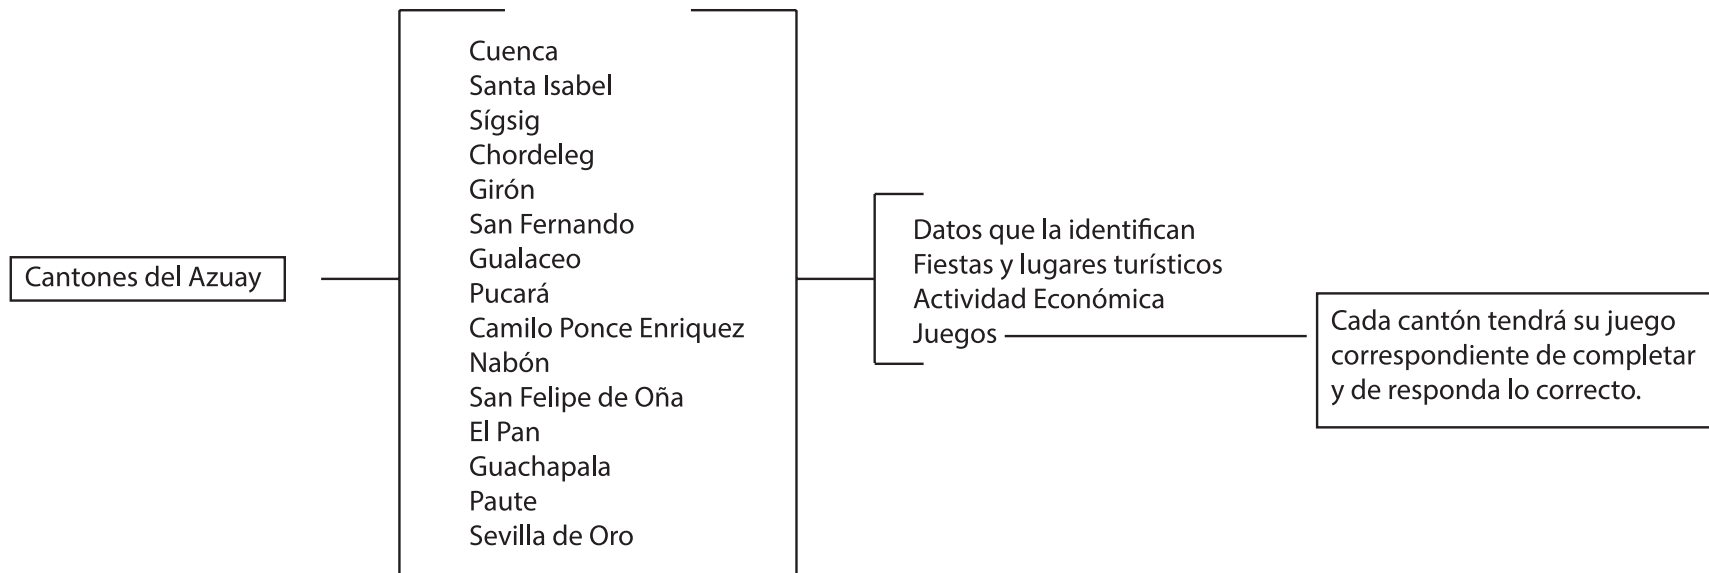 Cantones del Azuay
Cuenca
Santa Isabel
Sígsig
Chordeleg
Girón
San Fernando
Gualaceo
Pucará
Camilo Ponce Enriquez
Nabón
San Felipe de Oña
El Pan
Guachapala
Paute
Sevilla de Oro
Datos que la identifican
Fiestas y lugares turísticos
Actividad Económica
Juegos
Cada cantón tendrá su juego
correspondiente de completar
y de responda lo correcto.